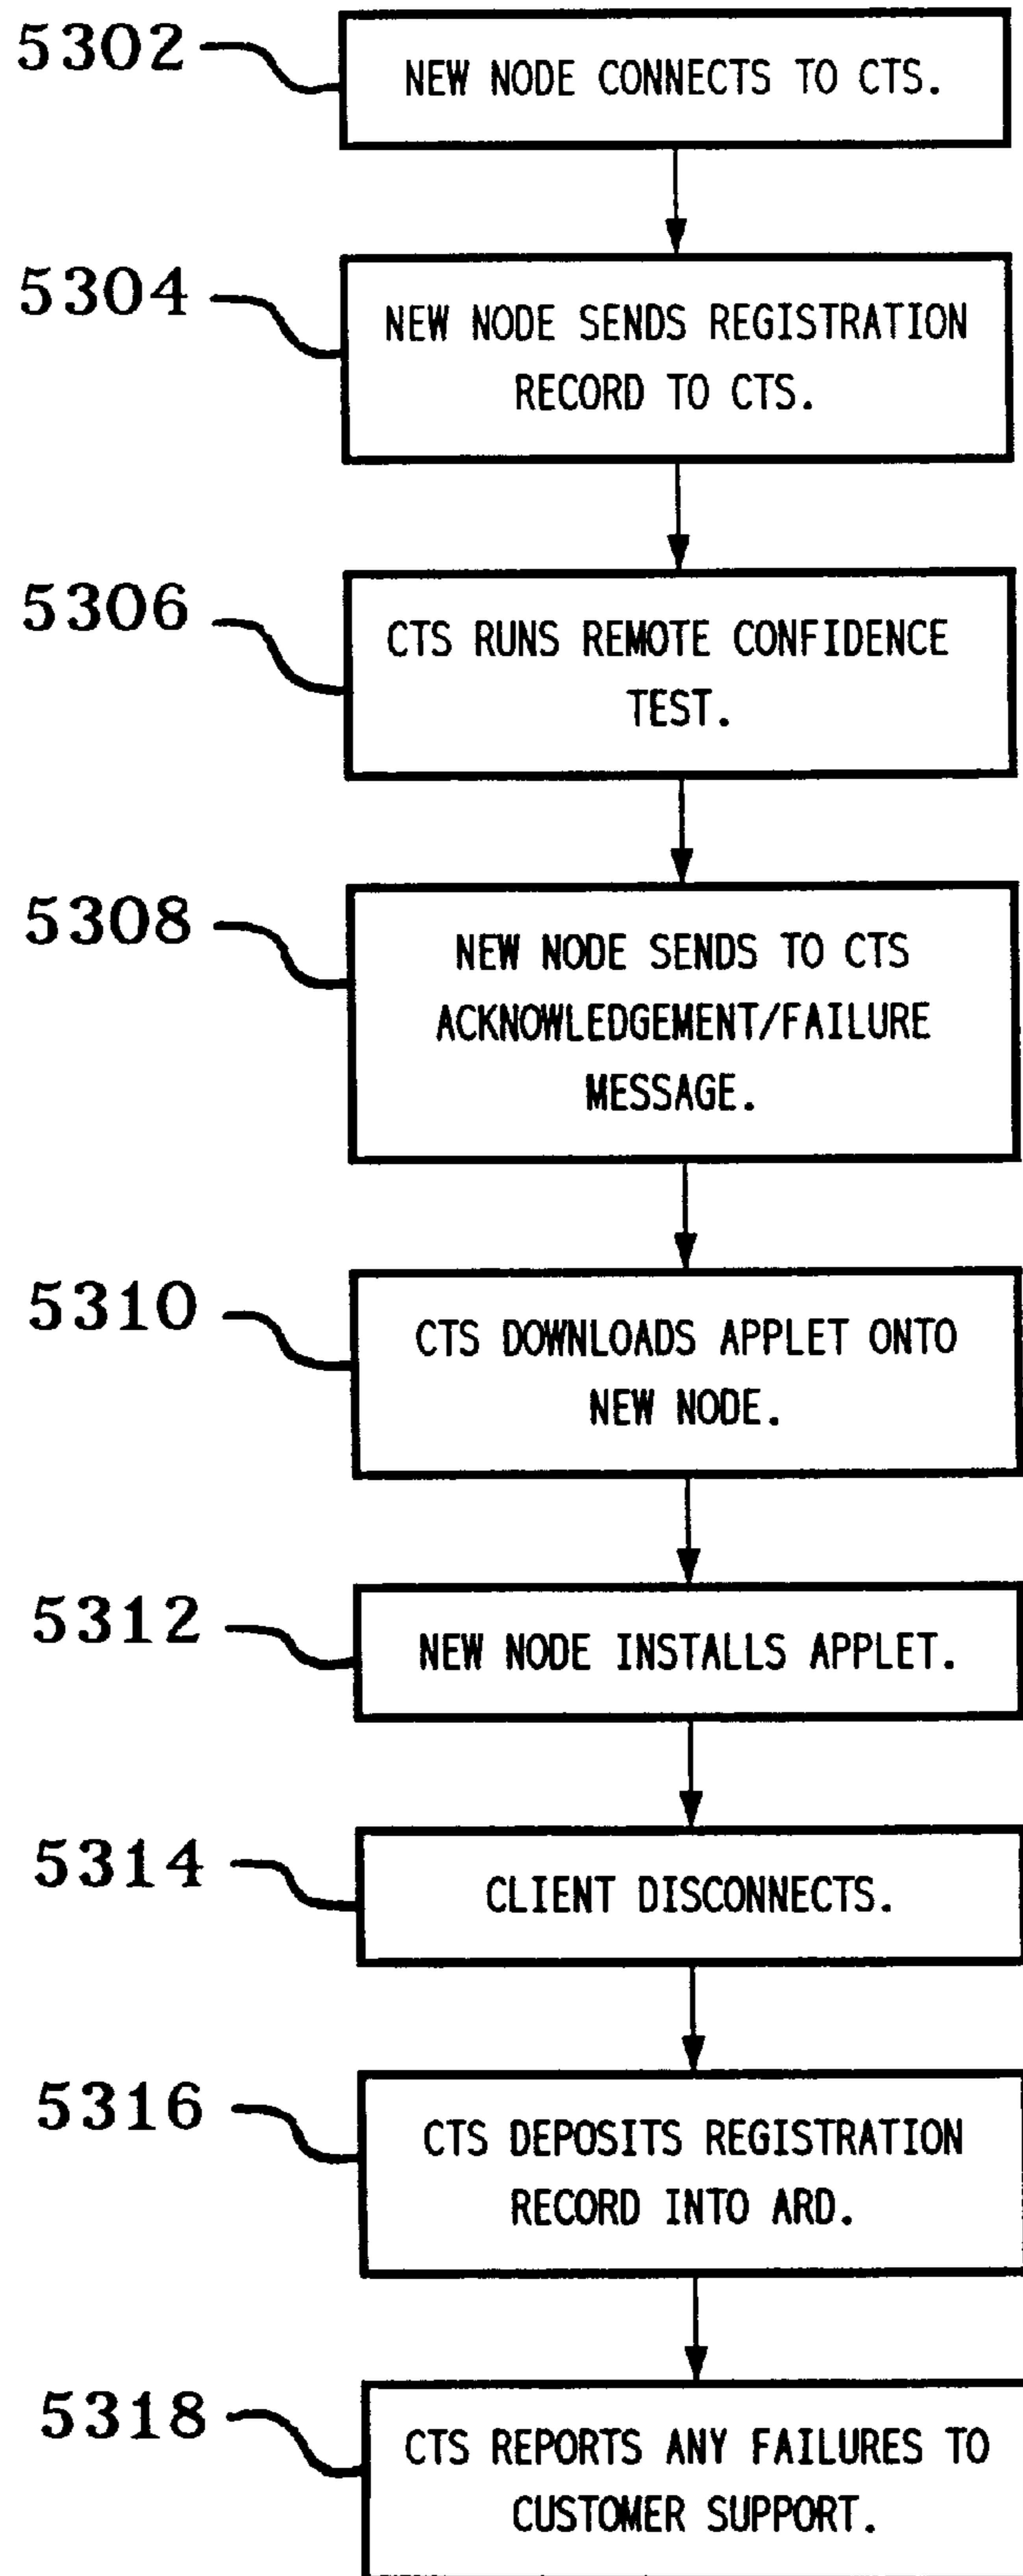 5302
NEW NODE CONNECTS TO CTS.
5304
NEW NODE SENDS REGISTRATION
RECORD TO CTS.
5306
CTS RUNS REMOTE CONFIDENCE
TEST.
5308
NEW NODE SENDS TO CTS
ACKNOWLEDGEMENT/FAILURE
MESSAGE.
5310
CTS DOWNLOADS APPLET ONTO
NEW NODE.
5312
NEW NODE INSTALLS APPLET.
5314
CLIENT DISCONNECTS.
5316
CTS DEPOSITS REGISTRATION
RECORD INTO ARD.
5318
CTS REPORTS ANY FAILURES TO
CUSTOMER SUPPORT.